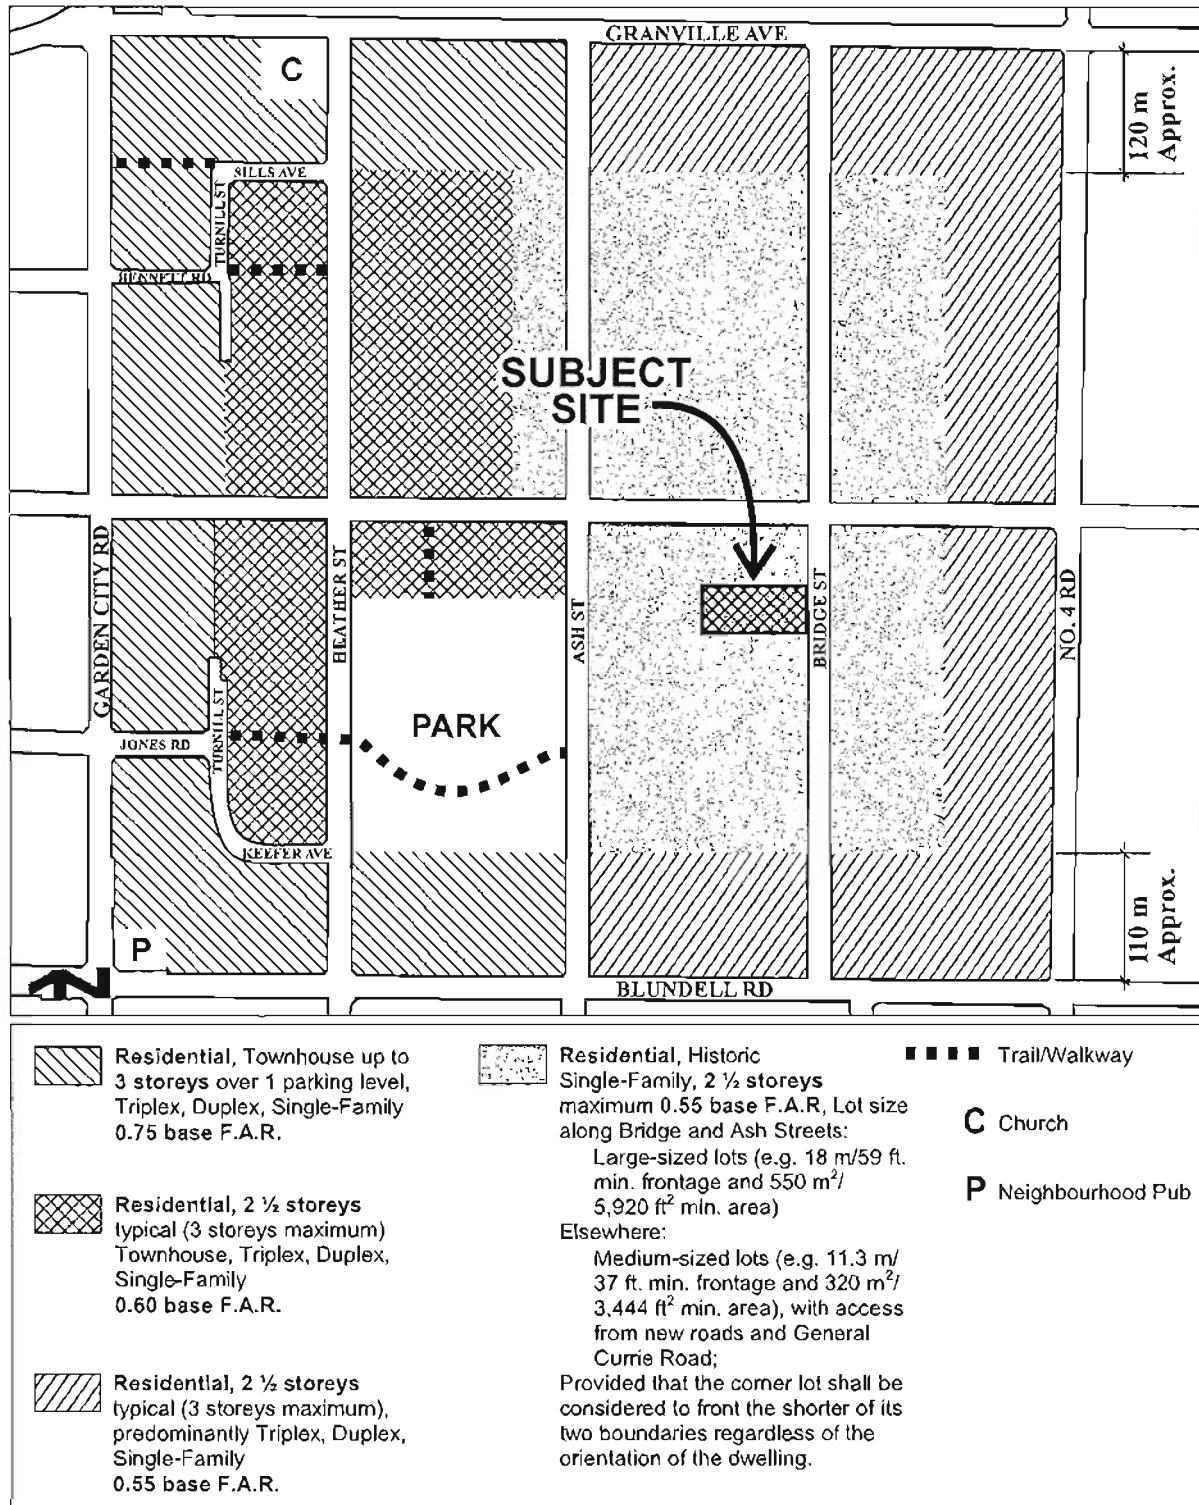 GRANVILLE AVE
C
120 m
Approx.
SILLS AVE
TURNILL ST
BENNETT RD
SUBJECT
SITE
GARDEN CITY RD
HEATHER ST
ASH ST
BRIDGE ST
NO. 4 RD
PARK
JONES RD
TURNILL ST
KEEFER AVE
110 m
Approx.
P
BLUNDELL RD
Residential, Townhouse up to
3 storeys over 1 parking level,
Triplex, Duplex, Single-Family
0.75 base F.A.R.
Residential, 2 ½ storeys
typical (3 storeys maximum)
Townhouse, Triplex, Duplex,
Single-Family
0.60 base F.A.R.
Residential, 2 ½ storeys
typical (3 storeys maximum),
predominantly Triplex, Duplex,
Single-Family
0.55 base F.A.R.
Residential, Historic
Single-Family, 2 ½ storeys
maximum 0.55 base F.A.R, Lot size
along Bridge and Ash Streets:
Large-sized lots (e.g. 18 m/59 ft.
min. frontage and 550 m²/
5,920 ft² min. area)
Elsewhere:
Medium-sized lots (e.g. 11.3 m/
37 ft. min. frontage and 320 m²/
3,444 ft² min. area), with access
from new roads and General
Currie Road;
Provided that the corner lot shall be
considered to front the shorter of its
two boundaries regardless of the
orientation of the dwelling.
Trail/Walkway
C Church
P Neighbourhood Pub